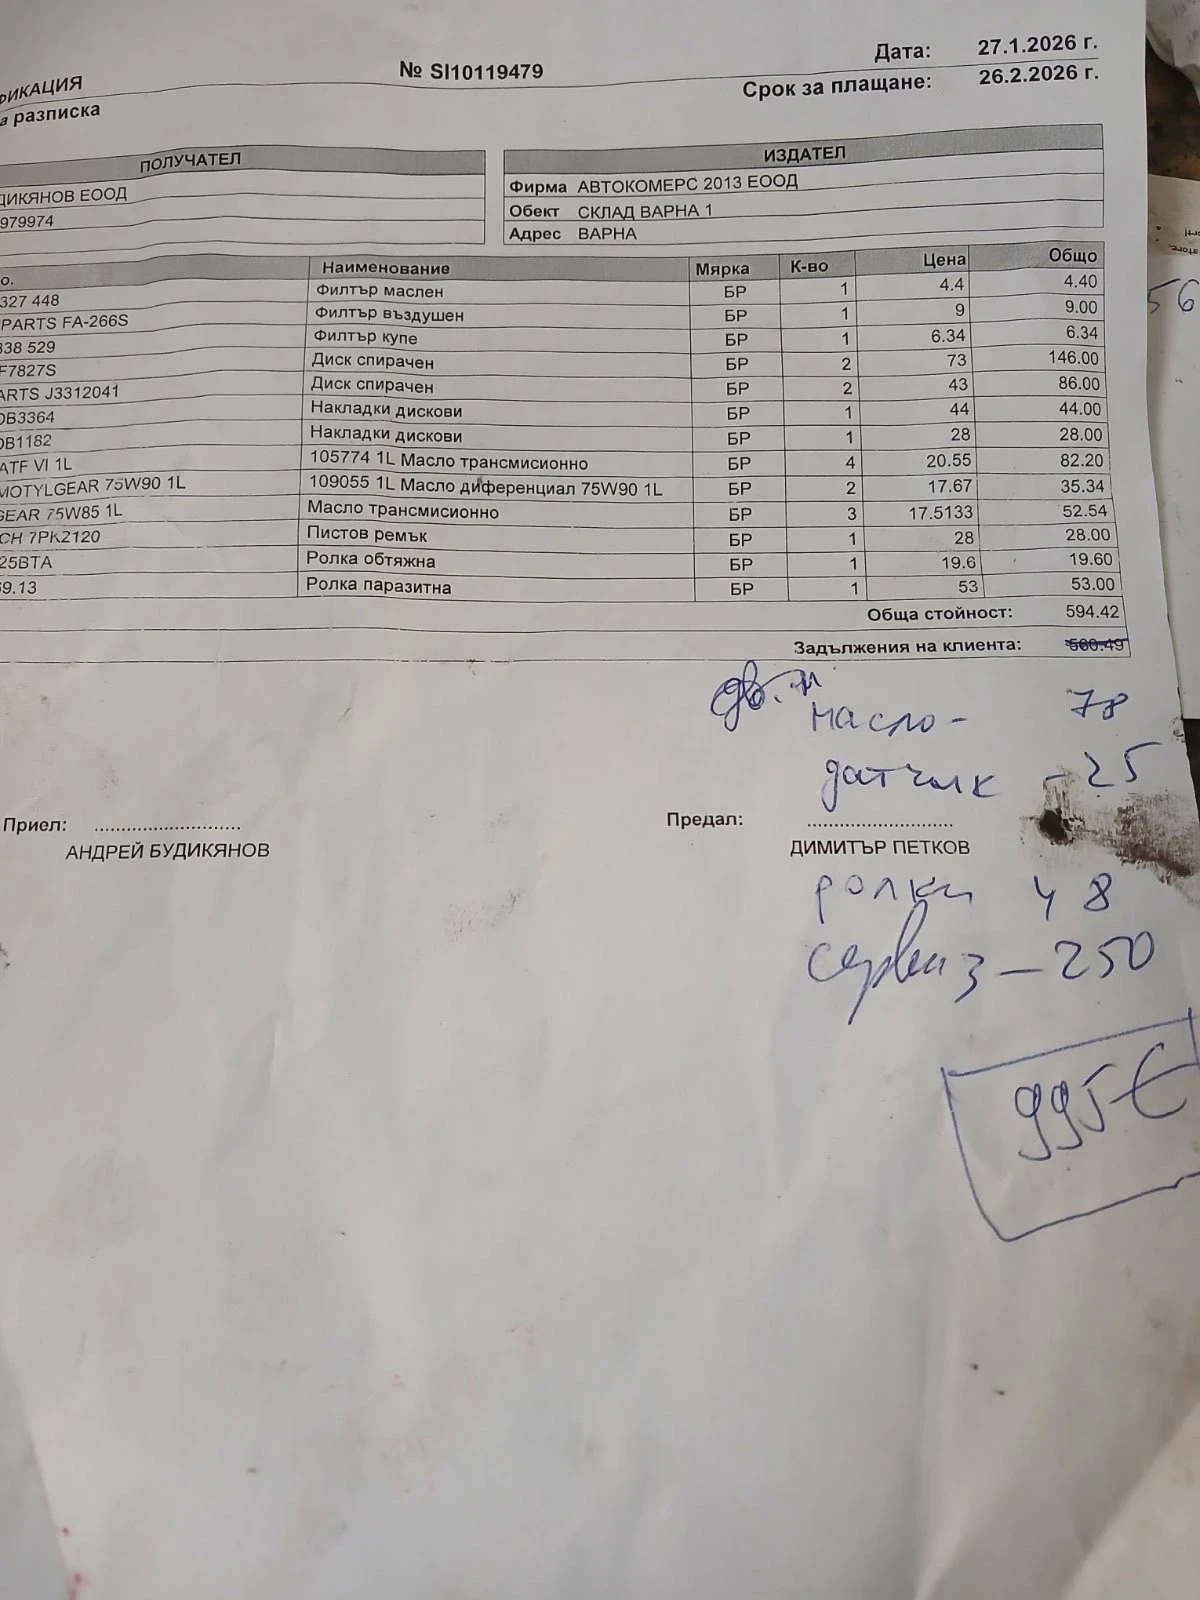 ФИКАЦИЯ № SI10119479 Дата: 27.1.2026 г.
а разписка Срок за плащане: 26.2.2026 г.
ПОЛУЧАТЕЛ
ДИКЯНОВ ЕООД
979974
ИЗДАТЕЛ
Фирма АВТОКОМЕРС 2013 ЕООД
Обект СКЛАД ВАРНА 1
Адрес ВАРНА
о. Наименование Мярка К-во Цена Общо
327 448 Филтър маслен БР 1 4.4 4.40
PARTS FA-266S Филтър въздушен БР 1 9 9.00
338 529 Филтър купе БР 1 6.34 6.34
F7827S Диск спирачен БР 2 73 146.00
ARTS J3312041 Диск спирачен БР 2 43 86.00
DB3364 Накладки дискови БР 1 44 44.00
DB1182 Накладки дискови БР 1 28 28.00
ATF VI 1L 105774 1L Масло трансмисионно БР 4 20.55 82.20
MOTYLGEAR 75W90 1L 109055 1L Масло диференциал 75W90 1L БР 2 17.67 35.34
GEAR 75W85 1L Масло трансмисионно БР 3 17.5133 52.54
CH 7PK2120 Пистов ремък БР 1 28 28.00
25BTA Ролка обтяжна БР 1 19.6 19.60
69.13 Ролка паразитна БР 1 53 53.00
Обща стойност: 594.42
Задължения на клиента:
дв. масло - 78
датчик - 25
Приел: ........................... Предал: ...........................
АНДРЕЙ БУДИКЯНОВ ДИМИТЪР ПЕТКОВ
ролки 48
сервиз - 250
995 €
56